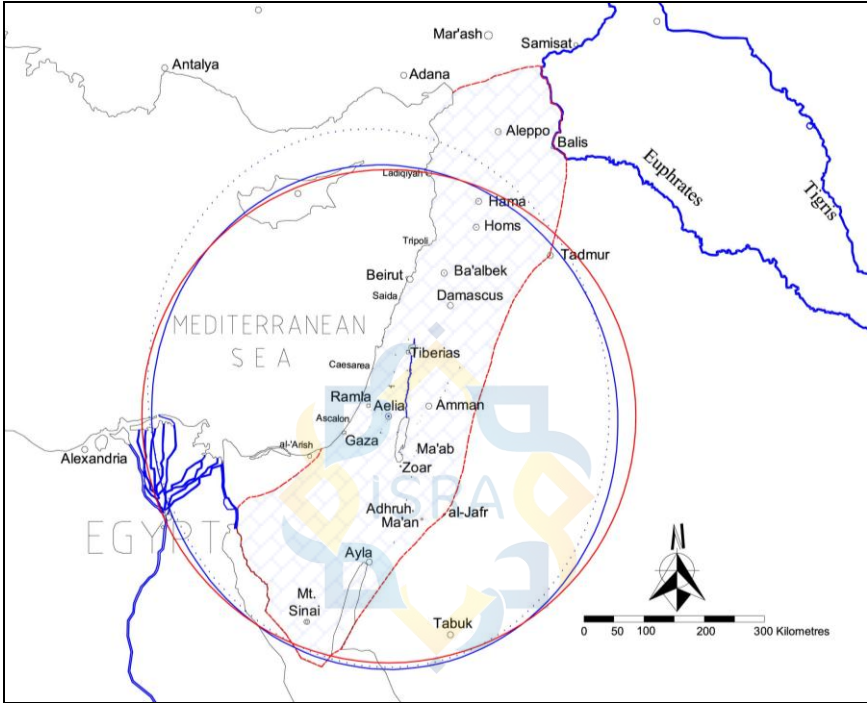 Mar'ash
Samisat
Antalya
Adana
Aleppo
Balis
Euphrates
Tigris
Ladiqiyah
Hama
Homs
Tripoli
Tadmur
Beirut
Ba'albek
Saida
Damascus
MEDITERRANEAN
SEA
Tiberias
Caesarea
Ramla
Aelia
Amman
Ascalon
Gaza
al-'Arish
Ma'ab
Alexandria
Zoar
iSRA
Adhruh
al-Jafr
Ma'an
EGYPT
Ayla
N
Mt.
Sinai
Tabuk
0 50 100 150 200 300 Kilometres